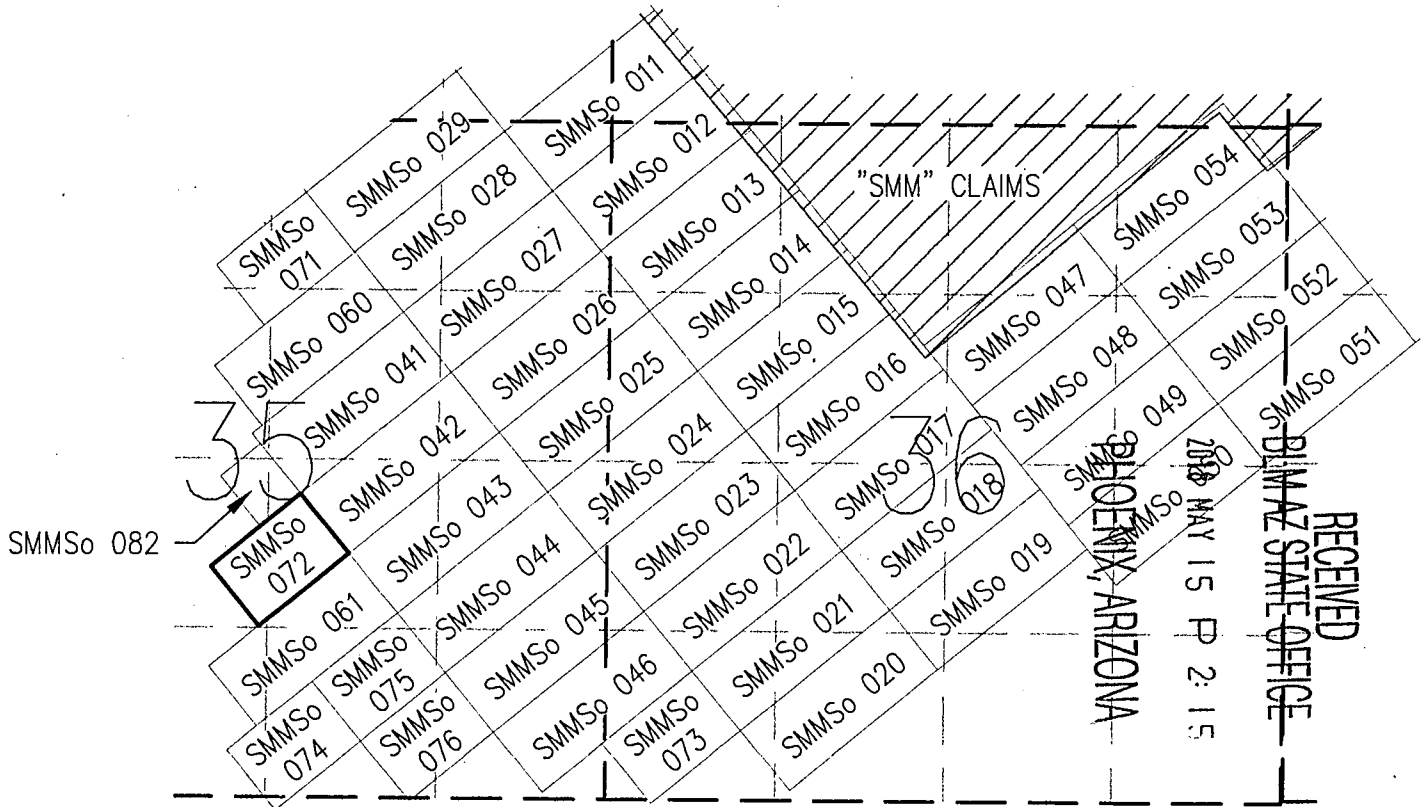 SMMSo 011
SMMSo 029
SMMSo 012
SMMSo 028
"SMM" CLAIMS
SMMSo 054
SMMSo 013
SMMSo
071
SMMSo 027
SMMSo 053
SMMSo 014
SMMSo 047
SMMSo 060
SMMSo 026
SMMSo 052
SMMSo 015
SMMSo 048
SMMSo 041
SMMSo 025
SMMSo 051
SMMSo 016
SMMSo 049
35
SMMSo 042
SMMSo 024
SMMSo 017
36
018
SMMSo
SMMSo 082
SMMSo
072
SMMSo 043
SMMSo 023
SMMSo 019
SMMSo 044
SMMSo 022
SMMSo 061
SMMSo 045
SMMSo 021
SMMSo
075
SMMSo 046
SMMSo 020
SMMSo
074
SMMSo
076
SMMSo
073
RECEIVED
BLM AZ STATE OFFICE
MAY 15 P 2:15
PHOENIX, ARIZONA